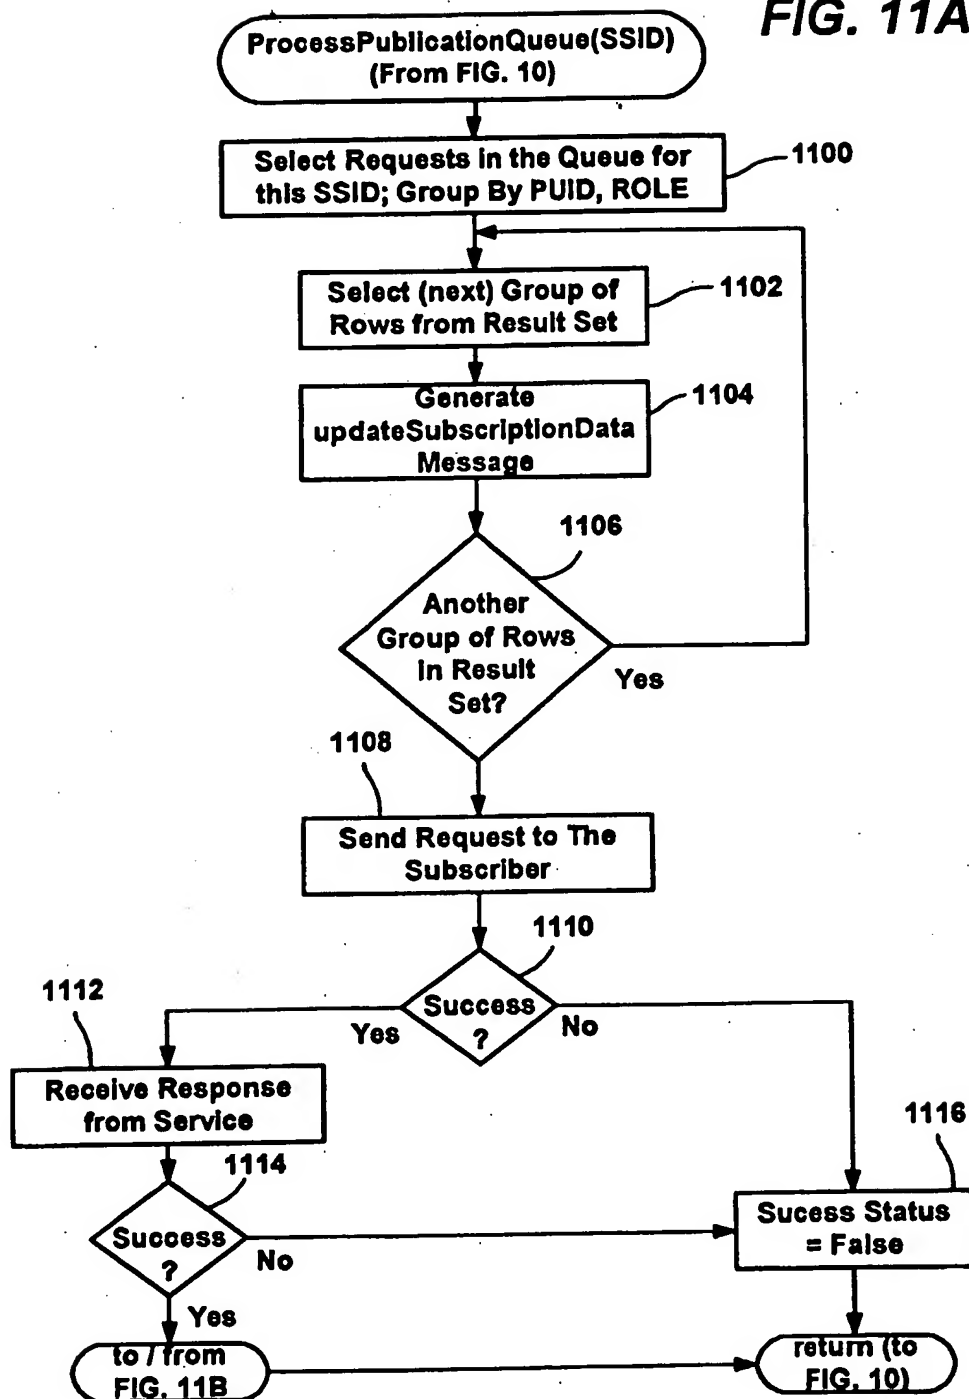 FIG. 11A
ProcessPublicationQueue(SSID)
(From FIG. 10)
Select Requests in the Queue for
this SSID; Group By PUID, ROLE
1100
Select (next) Group of
Rows from Result Set
1102
Generate
updateSubscriptionData
Message
1104
1106
Another
Group of Rows
in Result
Set?
Yes
1108
Send Request to The
Subscriber
1110
Success
?
Yes
No
1112
Receive Response
from Service
1114
Success
?
No
Yes
1116
Sucess Status
= False
to / from
FIG. 11B
return (to
FIG. 10)